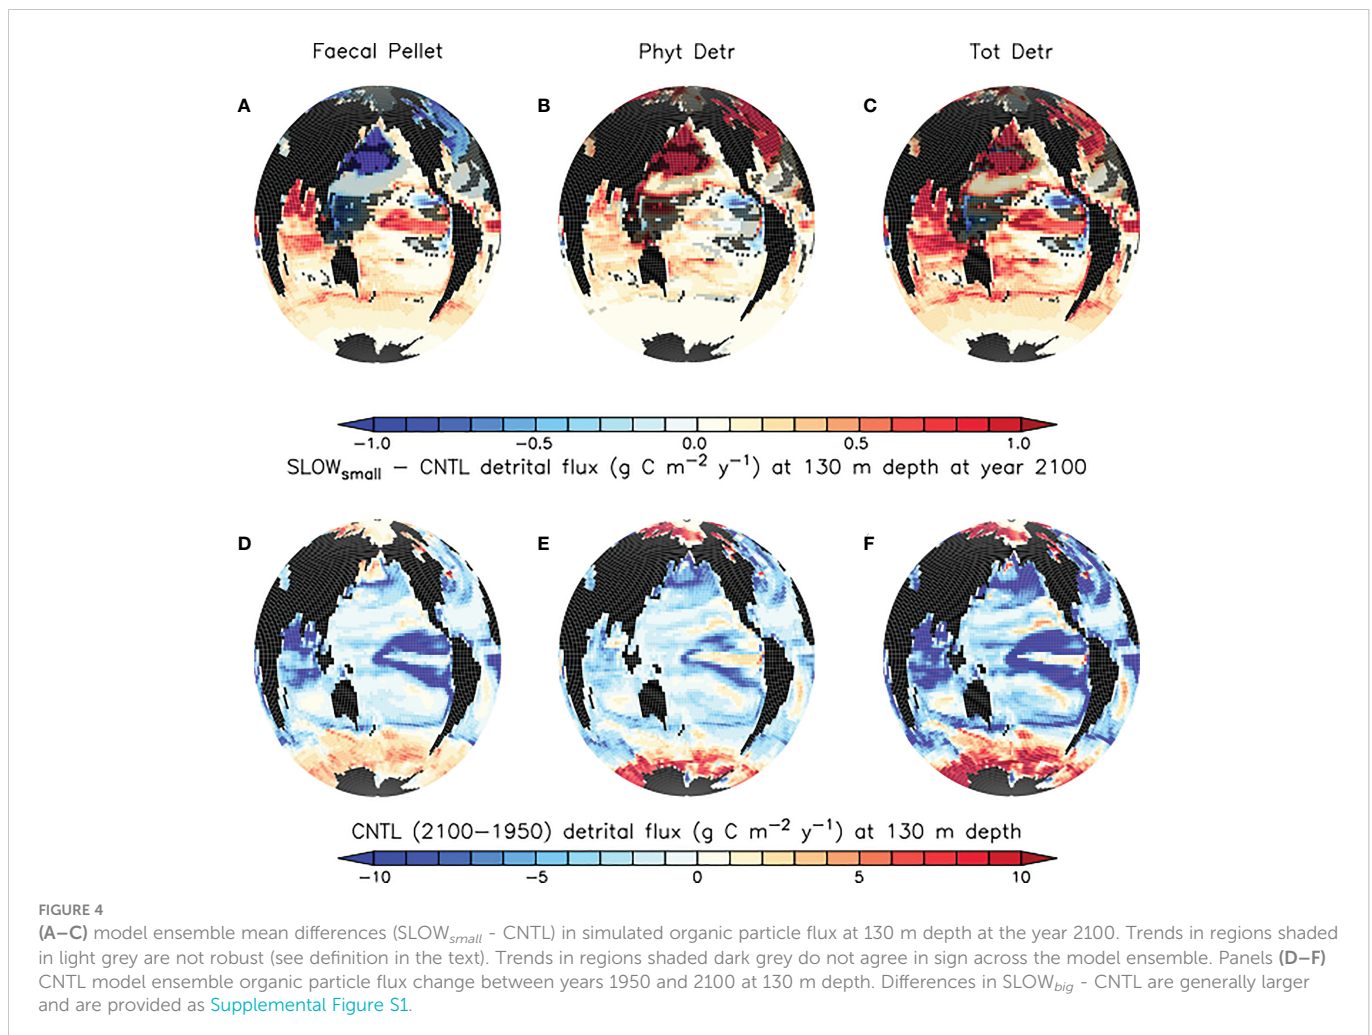 Faecal Pellet Phyt Detr Tot Detr
A B C
−1.0 −0.5 0.0 0.5 1.0
SLOWsmall − CNTL detrital flux (g C m−2 y−1) at 130 m depth at year 2100
D E F
CNTL (2100−1950) detrital flux (g C m−2 y−1) at 130 m depth
−10 −5 0 5 10
FIGURE 4
(A–C) model ensemble mean differences (SLOWsmall - CNTL) in simulated organic particle flux at 130 m depth at the year 2100. Trends in regions shaded
in light grey are not robust (see definition in the text). Trends in regions shaded dark grey do not agree in sign across the model ensemble. Panels (D–F)
CNTL model ensemble organic particle flux change between years 1950 and 2100 at 130 m depth. Differences in SLOWbig - CNTL are generally larger
and are provided as Supplemental Figure S1.